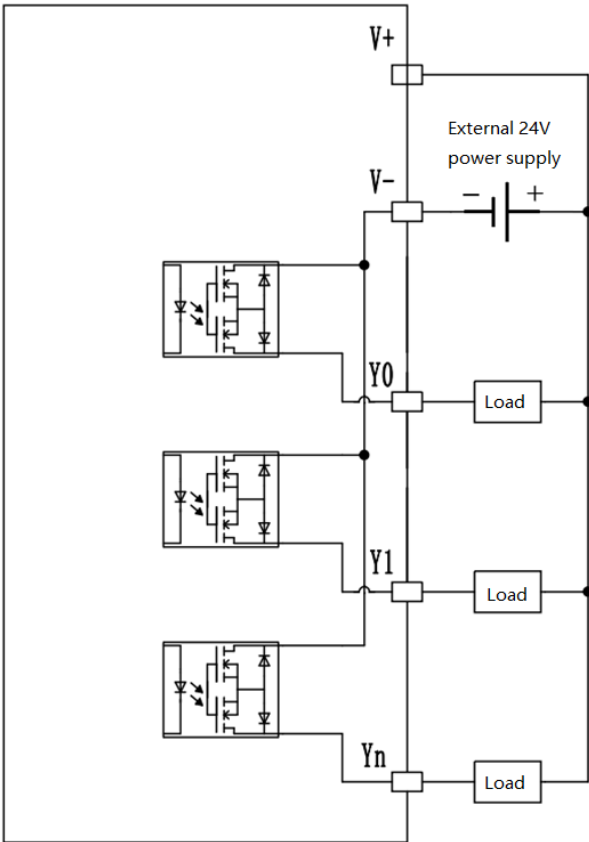 V+
External 24V
power supply
V-
− +
Y0
Load
Y1
Load
Yn
Load